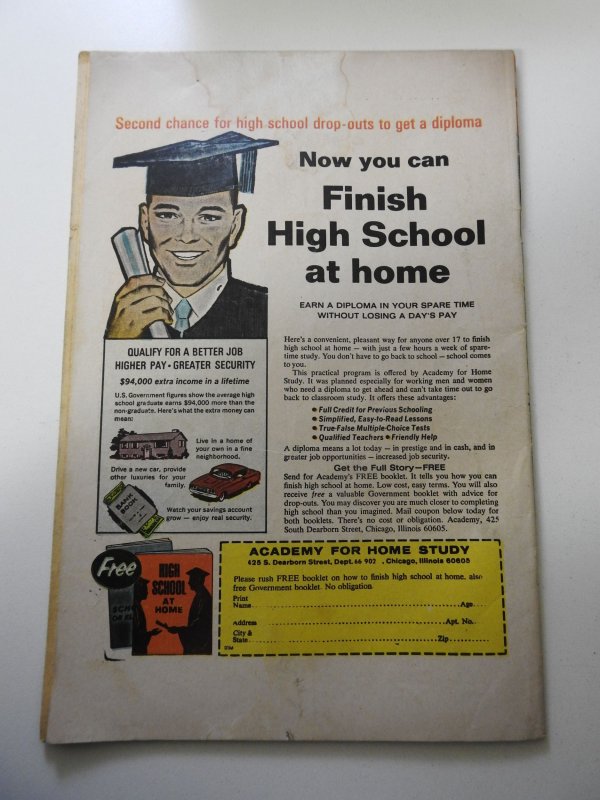 Second chance for high school drop-outs to get a diploma
Now you can
Finish
High School
at home
EARN A DIPLOMA IN YOUR SPARE TIME
WITHOUT LOSING A DAY'S PAY
Here's a convenient, pleasant way for anyone over 17 to finish
high school at home — with just a few hours a week of spare-
time study. You don't have to go back to school — school comes
to you.
This practical program is offered by Academy for Home
Study. It was planned especially for working men and women
who need a diploma to get ahead and can't take time out to go
back to classroom study. It offers these advantages:
• Full Credit for Previous Schooling
• Simplified, Easy-to-Read Lessons
• True-False Multiple-Choice Tests
• Qualified Teachers • Friendly Help
A diploma means a lot today — in prestige and in cash, and in
greater job opportunities — increased job security.
Get the Full Story—FREE
Send for Academy's FREE booklet. It tells you how you can
finish high school at home. Low cost, easy terms. You will also
receive free a valuable Government booklet with advice for
drop-outs. You may discover you are much closer to completing
high school than you imagined. Mail coupon below today for
both booklets. There's no cost or obligation. Academy, 425
South Dearborn Street, Chicago, Illinois 60605.
QUALIFY FOR A BETTER JOB
HIGHER PAY • GREATER SECURITY
$94,000 extra income in a lifetime
U.S. Government figures show the average high
school graduate earns $94,000 more than the
non-graduate. Here's what the extra money can
mean:
Live in a home of
your own in a fine
neighborhood.
Drive a new car, provide
other luxuries for your
family.
BANK
BOOK
Watch your savings account
grow — enjoy real security.
Free
HIGH
SCHOOL
AT
HOME
ACADEMY FOR HOME STUDY
425 S. Dearborn Street, Dept. 66 902 , Chicago, Illinois 60605
Please rush FREE booklet on how to finish high school at home, also
free Government booklet. No obligation
Print
Name Age
Address Apt. No.
City &
State Zip